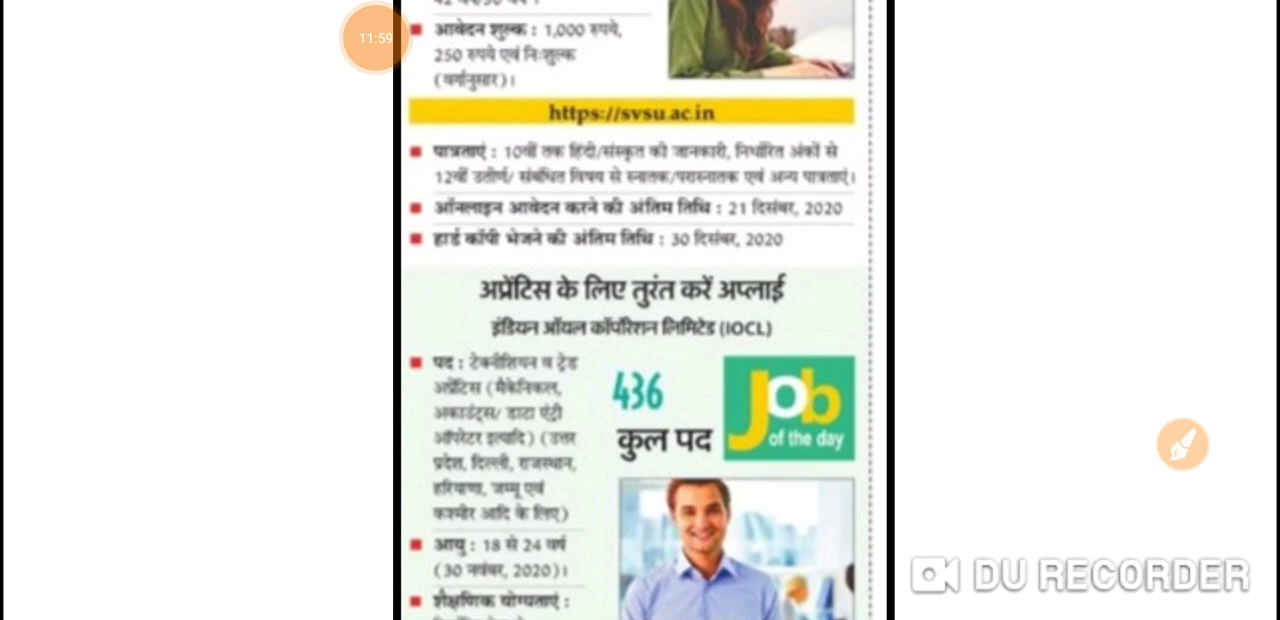 11:59
आवेदन शुल्क : 1,000 रुपये,
250 रुपये एवं निःशुल्क
(वर्गानुसार)।
https://svsu.ac.in
पात्रताएं : 10वीं तक हिंदी/संस्कृत की जानकारी, निर्धारित अंकों से
12वीं उतीर्ण/ संबंधित विषय से स्नातक/परास्नातक एवं अन्य पात्रताएं।
ऑनलाइन आवेदन करने की अंतिम तिथि : 21 दिसंबर, 2020
हार्ड कॉपी भेजने की अंतिम तिथि : 30 दिसंबर, 2020
अप्रेंटिस के लिए तुरंत करें अप्लाई
इंडियन ऑयल कॉर्पोरेशन लिमिटेड (IOCL)
पद : टेक्नीशियन व ट्रेड
अप्रेंटिस (मैकेनिकल,
अकाउंट्स/ डाटा एंट्री
ऑपरेटर इत्यादि) (उत्तर
प्रदेश, दिल्ली, राजस्थान,
हरियाणा, जम्मू एवं
कश्मीर आदि के लिए)
436
कुल पद
Job
of the day
आयु : 18 से 24 वर्ष
(30 नवंबर, 2020)।
शैक्षणिक योग्यताएं :
DU RECORDER